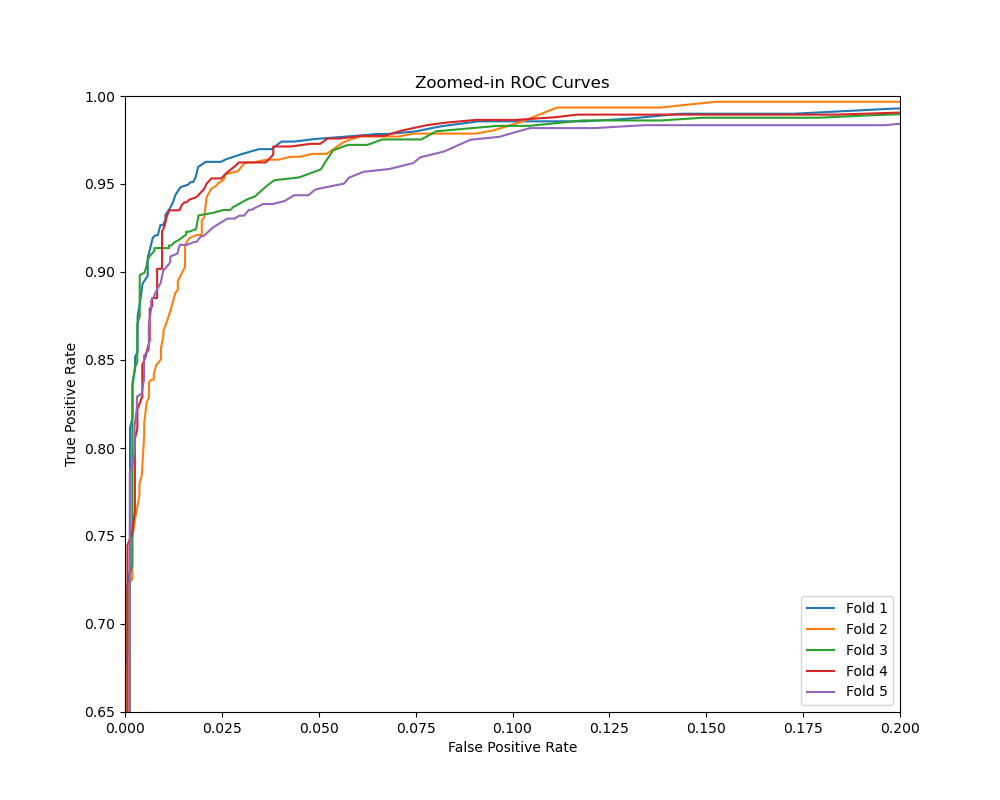 Zoomed-in ROC Curves
True Positive Rate
1.00
0.95
0.90
0.85
0.80
0.75
0.70
0.65
Fold 1
Fold 2
Fold 3
Fold 4
Fold 5
0.000 0.025 0.050 0.075 0.100 0.125 0.150 0.175 0.200
False Positive Rate